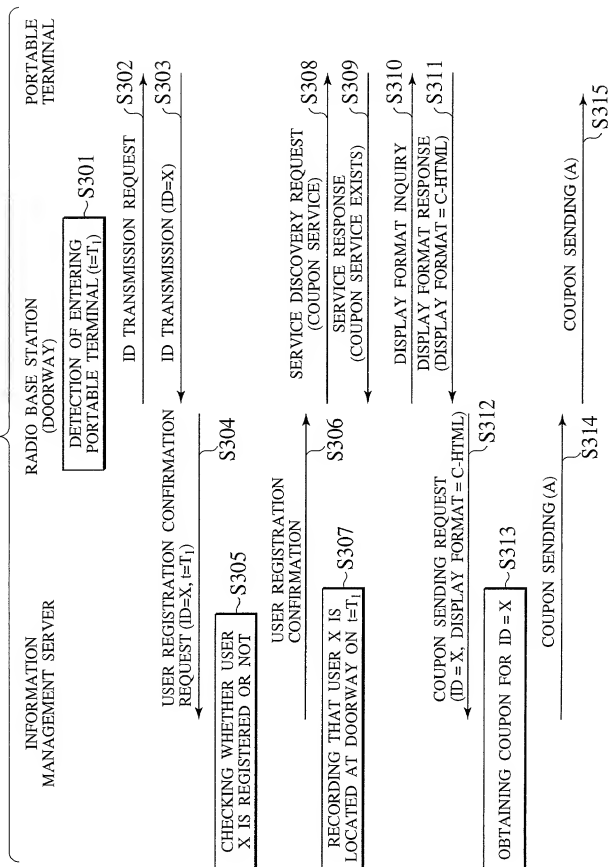 INFORMATION
MANAGEMENT SERVER
RADIO BASE STATION
(DOORWAY)
PORTABLE
TERMINAL
DETECTION OF ENTERING
PORTABLE TERMINAL (t=T₁)
S301
ID TRANSMISSION REQUEST
S302
ID TRANSMISSION (ID=X)
S303
USER REGISTRATION CONFIRMATION
REQUEST (ID=X, t=T₁)
S304
CHECKING WHETHER USER
X IS REGISTERED OR NOT
S305
USER REGISTRATION
CONFIRMATION
S306
RECORDING THAT USER X IS
LOCATED AT DOORWAY ON t=T₁
S307
SERVICE DISCOVERY REQUEST
(COUPON SERVICE)
S308
SERVICE RESPONSE
(COUPON SERVICE EXISTS)
S309
DISPLAY FORMAT INQUIRY
S310
DISPLAY FORMAT RESPONSE
(DISPLAY FORMAT = C-HTML)
S311
COUPON SENDING REQUEST
(ID = X, DISPLAY FORMAT = C-HTML)
S312
OBTAINING COUPON FOR ID = X
S313
COUPON SENDING (A)
S314
COUPON SENDING (A)
S315